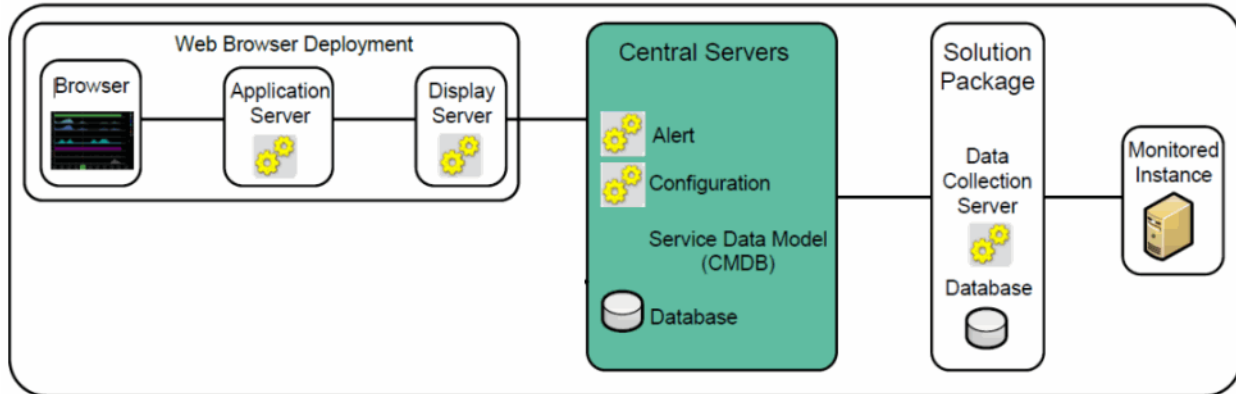 Web Browser Deployment
Browser
Application
Server
Display
Server
Central Servers
Alert
Configuration
Service Data Model
(CMDB)
Database
Solution
Package
Data
Collection
Server
Database
Monitored
Instance